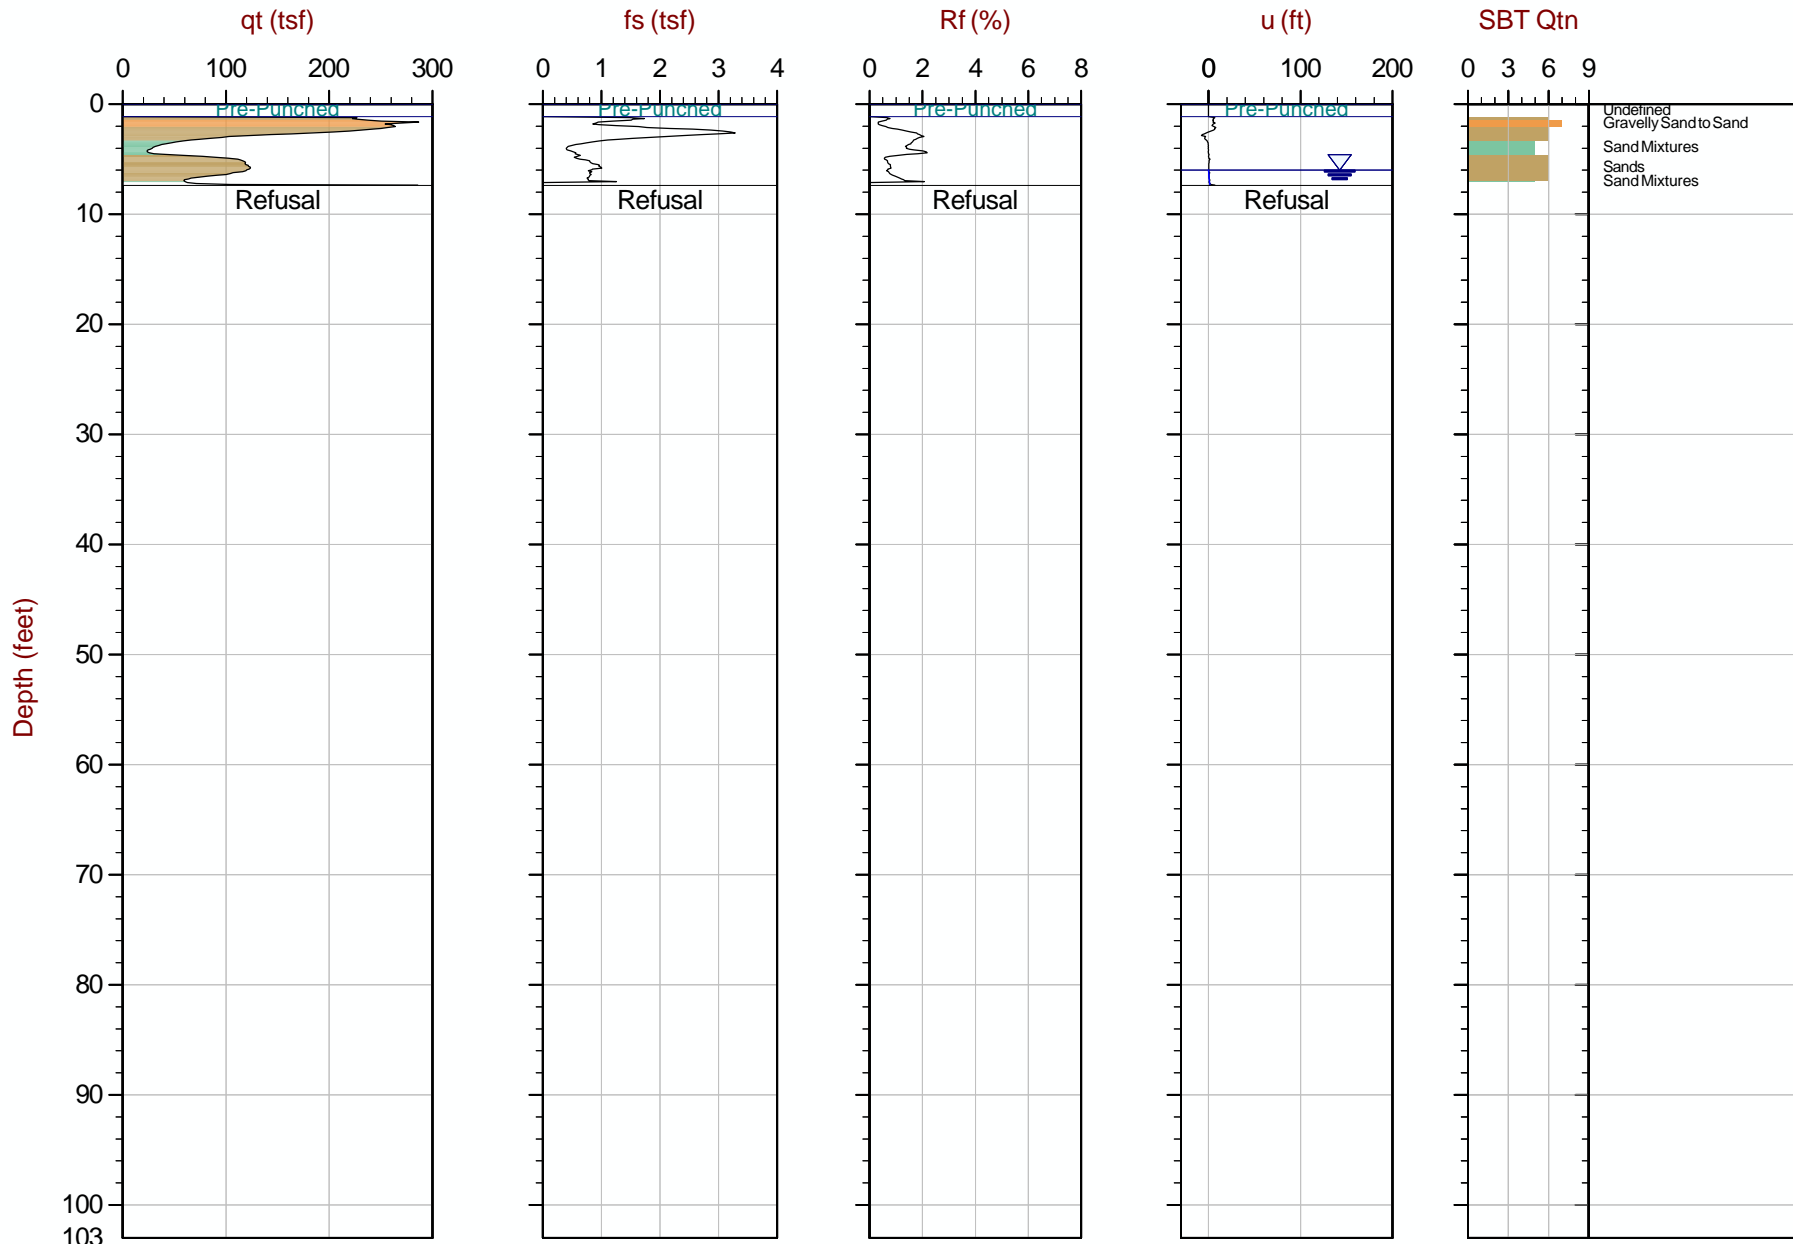 qt (tsf) fs (tsf) Rf (%) u (ft) SBT Qtn
0 100 200 300 0 1 2 3 4 0 2 4 6 8 0 100 200 0 3 6 9
0 Pre-Punched Pre-Punched Pre-Punched Pre-Punched Undefined
Gravelly Sand to Sand
Sand Mixtures
Sands
Sand Mixtures
Refusal Refusal Refusal Refusal
10
20
30
40
50
60
70
80
90
100
103
Depth (feet)